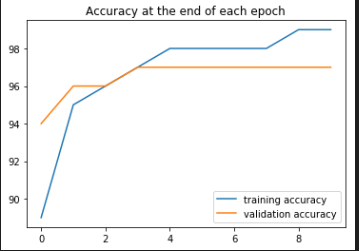 Accuracy at the end of each epoch
98
96
94
92
90
training accuracy
validation accuracy
0 2 4 6 8